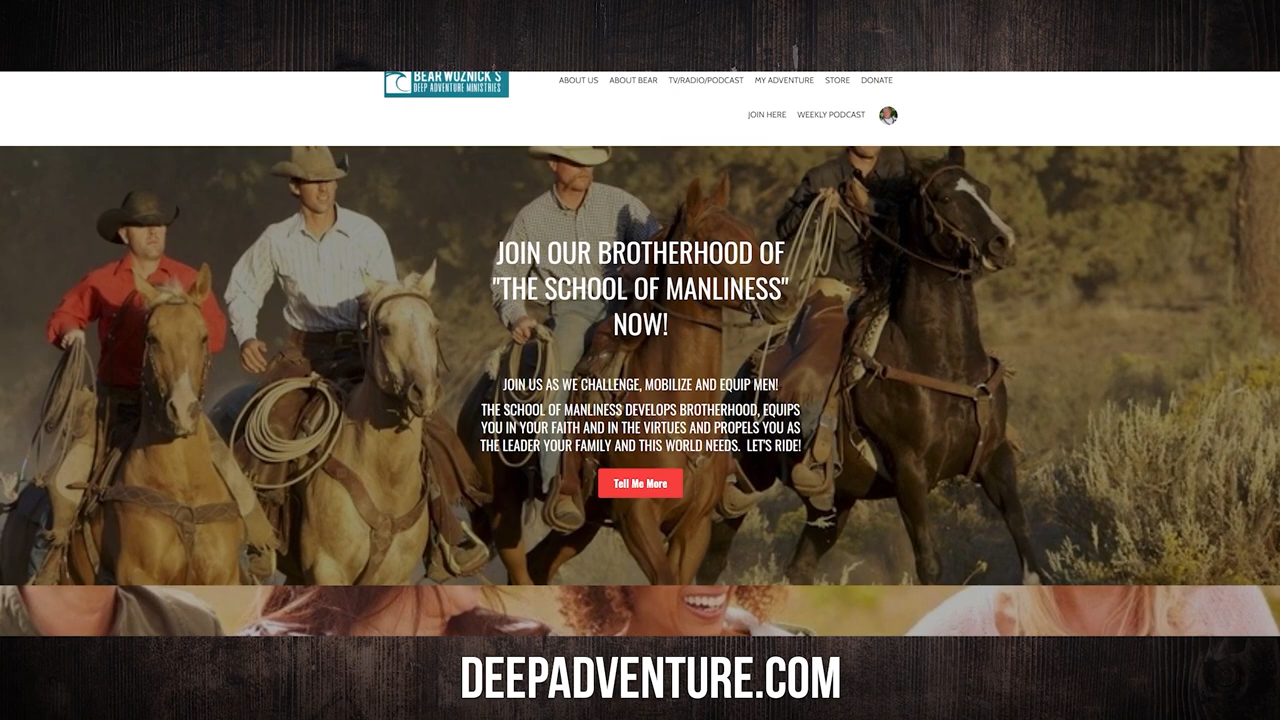 BEAR WOZNICK'S
DEEP ADVENTURE MINISTRIES
ABOUT US ABOUT BEAR TV/RADIO/PODCAST MY ADVENTURE STORE DONATE
JOIN HERE WEEKLY PODCAST
JOIN OUR BROTHERHOOD OF
"THE SCHOOL OF MANLINESS"
NOW!
JOIN US AS WE CHALLENGE, MOBILIZE AND EQUIP MEN!
THE SCHOOL OF MANLINESS DEVELOPS BROTHERHOOD, EQUIPS
YOU IN YOUR FAITH AND IN THE VIRTUES AND PROPELS YOU AS
THE LEADER YOUR FAMILY AND THIS WORLD NEEDS. LET'S RIDE!
Tell Me More
DEEPADVENTURE.COM